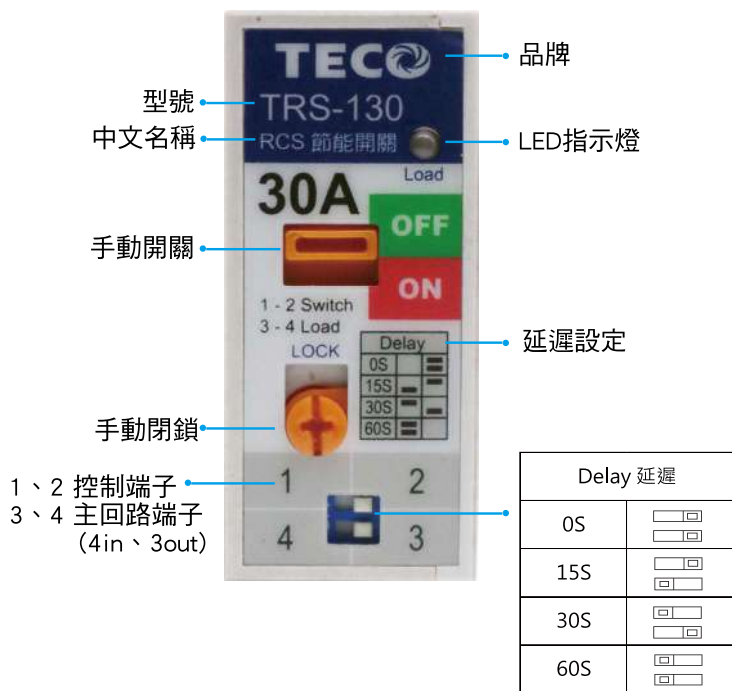 TECO
品牌
型號
TRS-130
中文名稱
RCS 節能開關
LED指示燈
Load
30A
OFF
手動開關
ON
1 - 2 Switch
3 - 4 Load
LOCK
Delay
0S
15S
30S
60S
延遲設定
手動閉鎖
1、2 控制端子
3、4 主回路端子
(4in、3out)
1
2
4
3
Delay 延遲
0S
15S
30S
60S